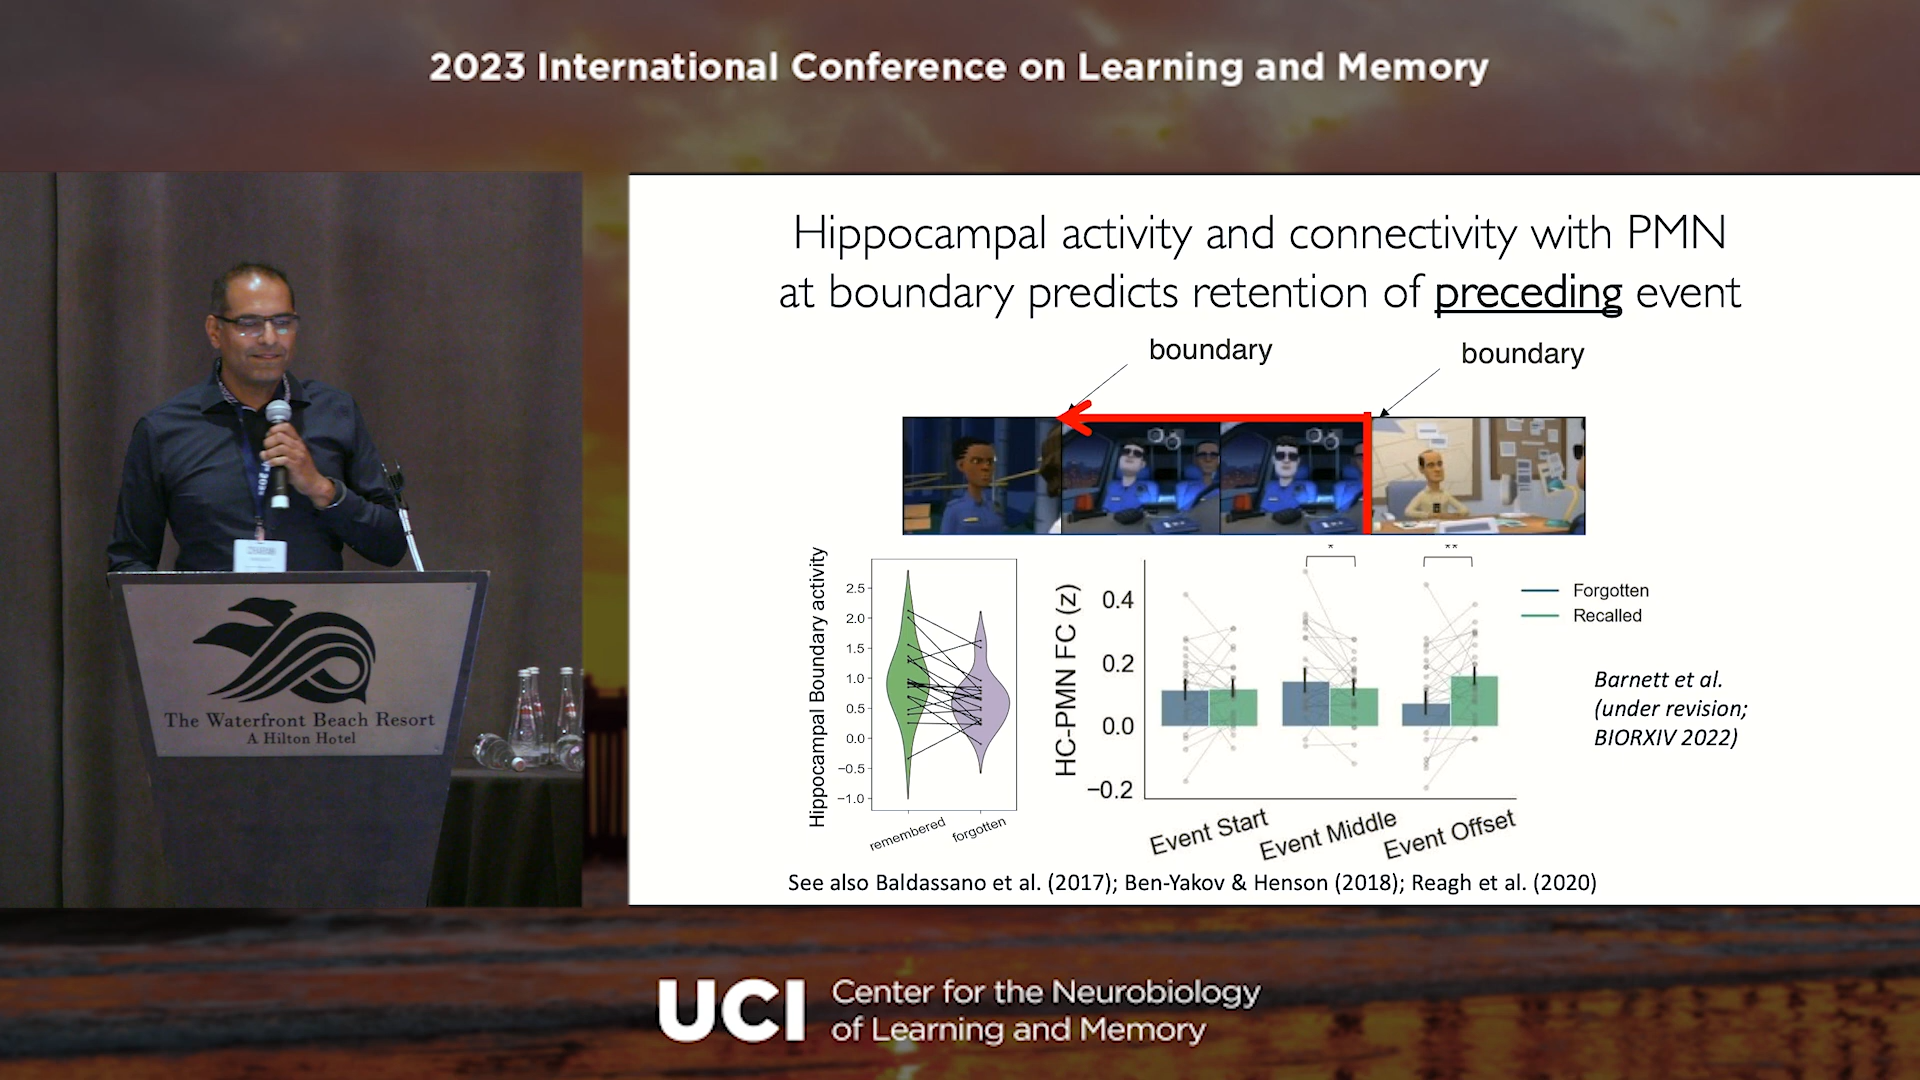 2023 International Conference on Learning and Memory
Hippocampal activity and connectivity with PMN
at boundary predicts retention of preceding event
boundary
boundary
Hippocampal Boundary activity
2.5
2.0
1.5
1.0
0.5
0.0
−0.5
−1.0
remembered
forgotten
HC-PMN FC (z)
0.4
0.2
0.0
−0.2
*
**
Event Start
Event Middle
Event Offset
Forgotten
Recalled
Barnett et al.
(under revision;
BIORXIV 2022)
See also Baldassano et al. (2017); Ben-Yakov & Henson (2018); Reagh et al. (2020)
The Waterfront Beach Resort
A Hilton Hotel
UCI
Center for the Neurobiology
of Learning and Memory